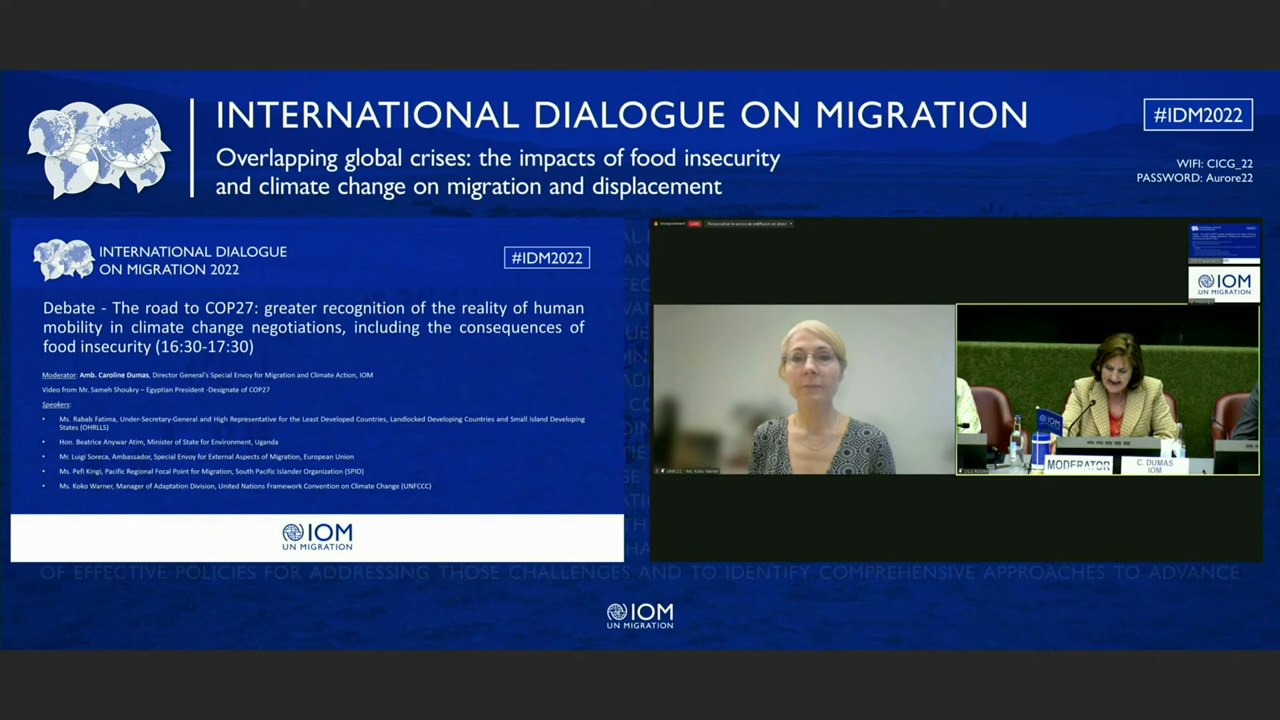 INTERNATIONAL DIALOGUE ON MIGRATION
Overlapping global crises: the impacts of food insecurity
and climate change on migration and displacement
#IDM2022
WIFI: CICG_22
PASSWORD: Aurore22
INTERNATIONAL DIALOGUE
ON MIGRATION 2022
#IDM2022
Debate - The road to COP27: greater recognition of the reality of human
mobility in climate change negotiations, including the consequences of
food insecurity (16:30-17:30)
Moderator: Amb. Caroline Dumas, Director General's Special Envoy for Migration and Climate Action, IOM
Video from Mr. Sameh Shoukry – Egyptian President -Designate of COP27
Speakers:
• Ms. Rabab Fatima, Under-Secretary-General and High Representative for the Least Developed Countries, Landlocked Developing Countries and Small Island Developing
States (OHRLLS)
• Hon. Beatrice Anywar Atim, Minister of State for Environment, Uganda
• Mr. Luigi Soreca, Ambassador, Special Envoy for External Aspects of Migration, European Union
• Ms. Pefi Kingi, Pacific Regional Focal Point for Migration, South Pacific Islander Organization (SPIO)
• Ms. Koko Warner, Manager of Adaptation Division, United Nations Framework Convention on Climate Change (UNFCCC)
IOM
UN MIGRATION
LIVE
IOM
UN MIGRATION
UNFCCC - Ms. Koko Warner
CICG ROOM
IOM
MODERATOR
C. DUMAS
IOM
OF EFFECTIVE POLICIES FOR ADDRESSING THOSE CHALLENGES AND TO IDENTIFY COMPREHENSIVE APPROACHES TO ADVANCE
IOM
UN MIGRATION